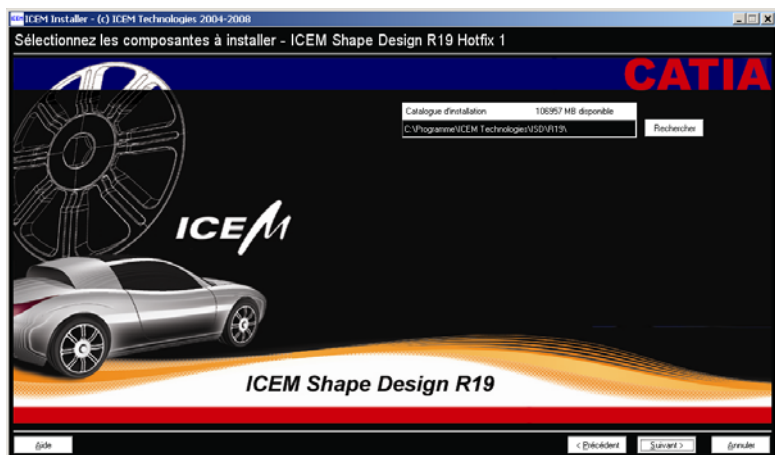 ICEM Installer - (c) ICEM Technologies 2004-2008
Sélectionnez les composantes à installer - ICEM Shape Design R19 Hotfix 1
CATIA
Catalogue d'installation 106957 MB disponible
C:\Programme\ICEM Technologies\ISD\R19\
Rechercher
ICEM
ICEM Shape Design R19
Aide
< Précédent
Suivant >
Annuler